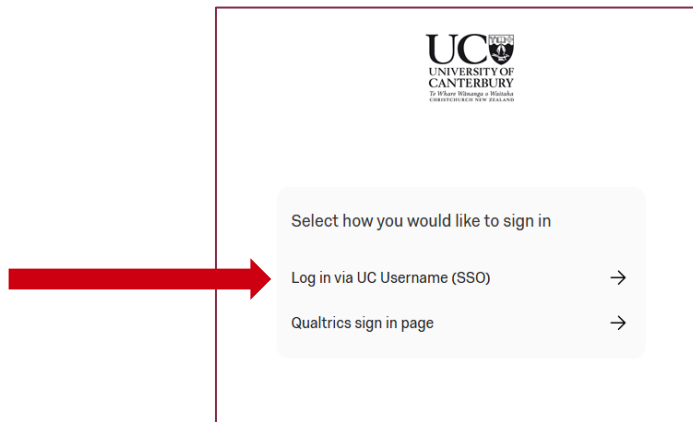 UC
UNIVERSITY OF
CANTERBURY
Te Whare Wānanga o Waitaha
CHRISTCHURCH NEW ZEALAND
Select how you would like to sign in
Log in via UC Username (SSO)
Qualtrics sign in page